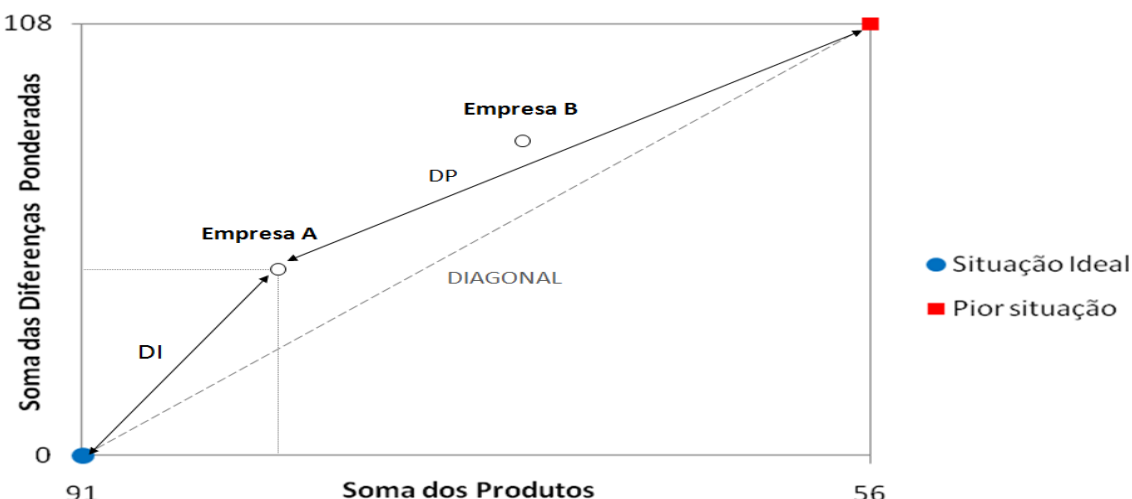 108
Soma das Diferenças Ponderadas
Empresa B
DP
Empresa A
DIAGONAL
Situação Ideal
Pior situação
DI
0
91
Soma dos Produtos
56